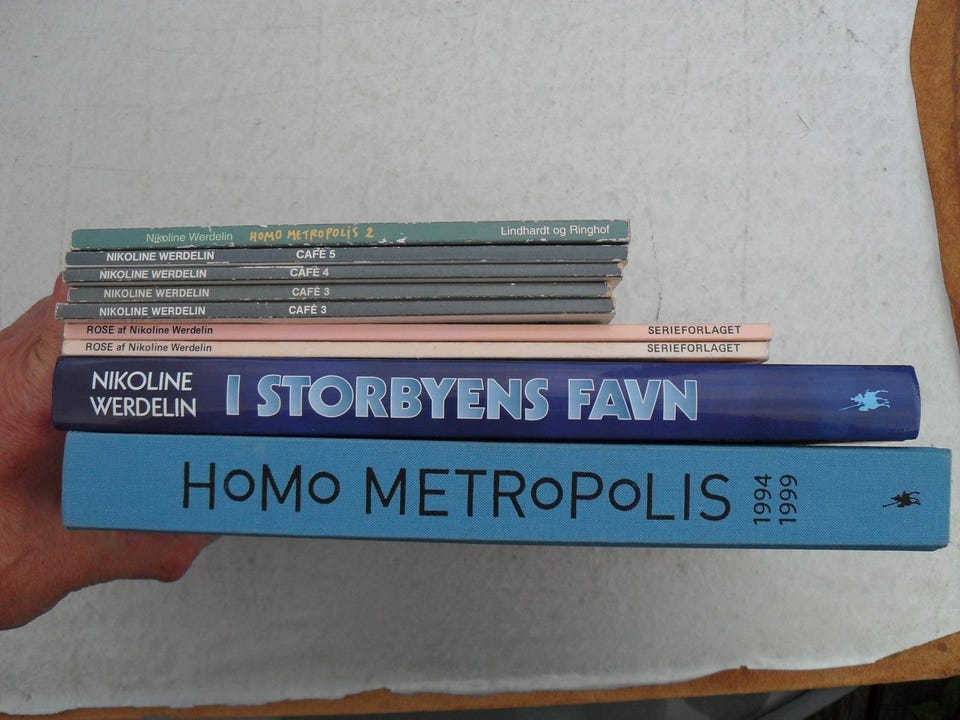 Nikoline Werdelin HOMO METROPOLIS 2 Lindhardt og Ringhof
NIKOLINE WERDELIN CAFÉ 5
NIKOLINE WERDELIN CAFÉ 4
NIKOLINE WERDELIN CAFÉ 3
NIKOLINE WERDELIN CAFÉ 3
ROSE af Nikoline Werdelin SERIEFORLAGET
ROSE af Nikoline Werdelin SERIEFORLAGET
NIKOLINE
WERDELIN
I STORBYENS FAVN
HoMo METRoPoLIS
1994
1999